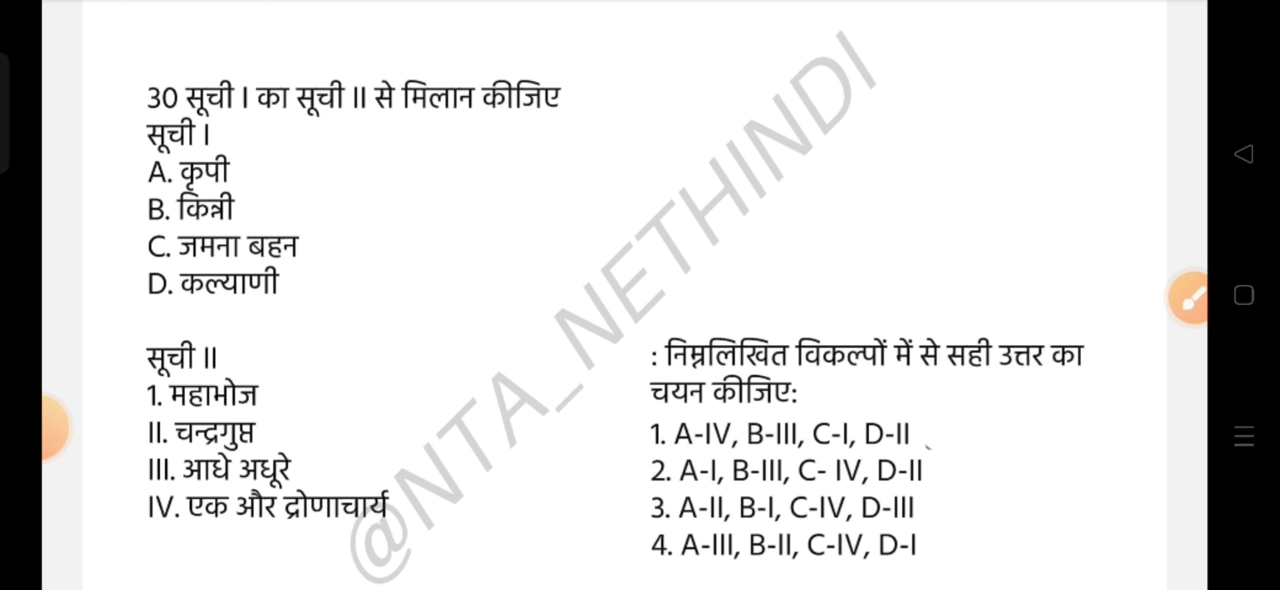 30 सूची I का सूची II से मिलान कीजिए
सूची I
A. कृपी
B. किन्नी
C. जमना बहन
D. कल्याणी
सूची II
1. महाभोज
II. चन्द्रगुप्त
III. आधे अधूरे
IV. एक और द्रोणाचार्य
: निम्नलिखित विकल्पों में से सही उत्तर का
चयन कीजिए:
1. A-IV, B-III, C-I, D-II
2. A-I, B-III, C- IV, D-II
3. A-II, B-I, C-IV, D-III
4. A-III, B-II, C-IV, D-I
@NTA_NETHINDI